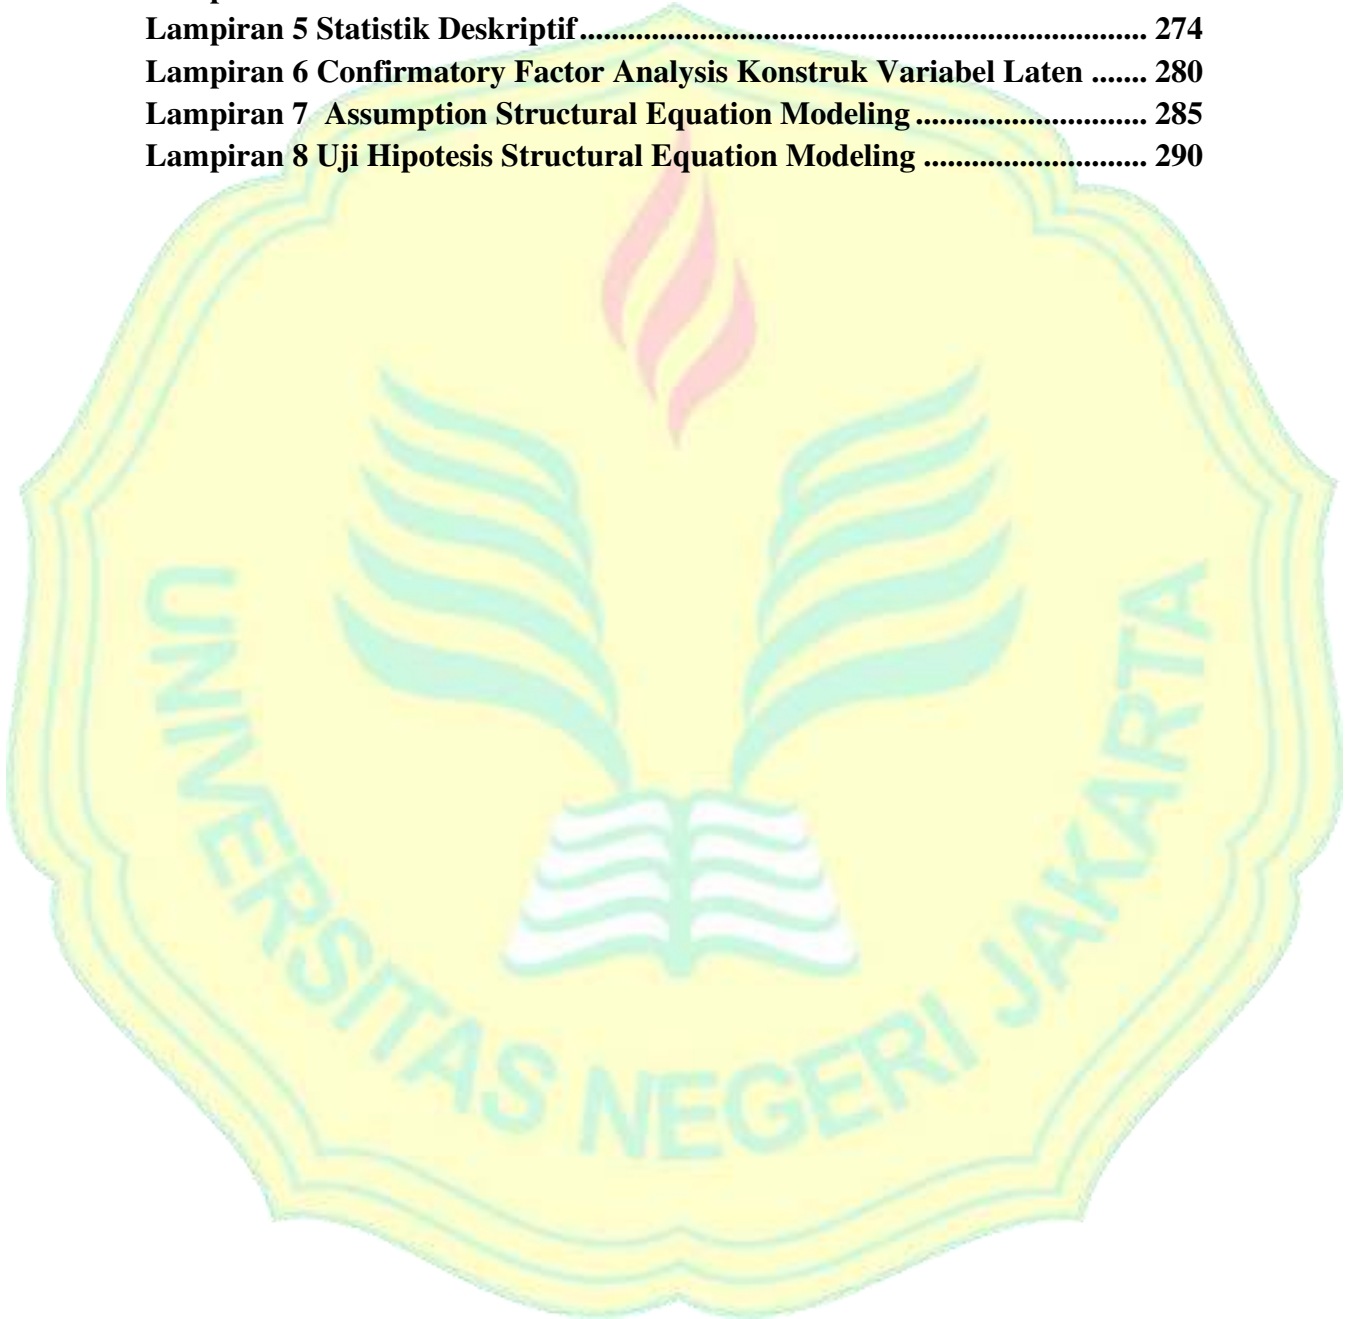 Lampiran 5 Statistik Deskriptif....................................................................... 274
Lampiran 6 Confirmatory Factor Analysis Konstruk Variabel Laten ....... 280
Lampiran 7  Assumption Structural Equation Modeling ............................. 285
Lampiran 8 Uji Hipotesis Structural Equation Modeling ............................ 290
UNIVERSITAS NEGERI JAKARTA